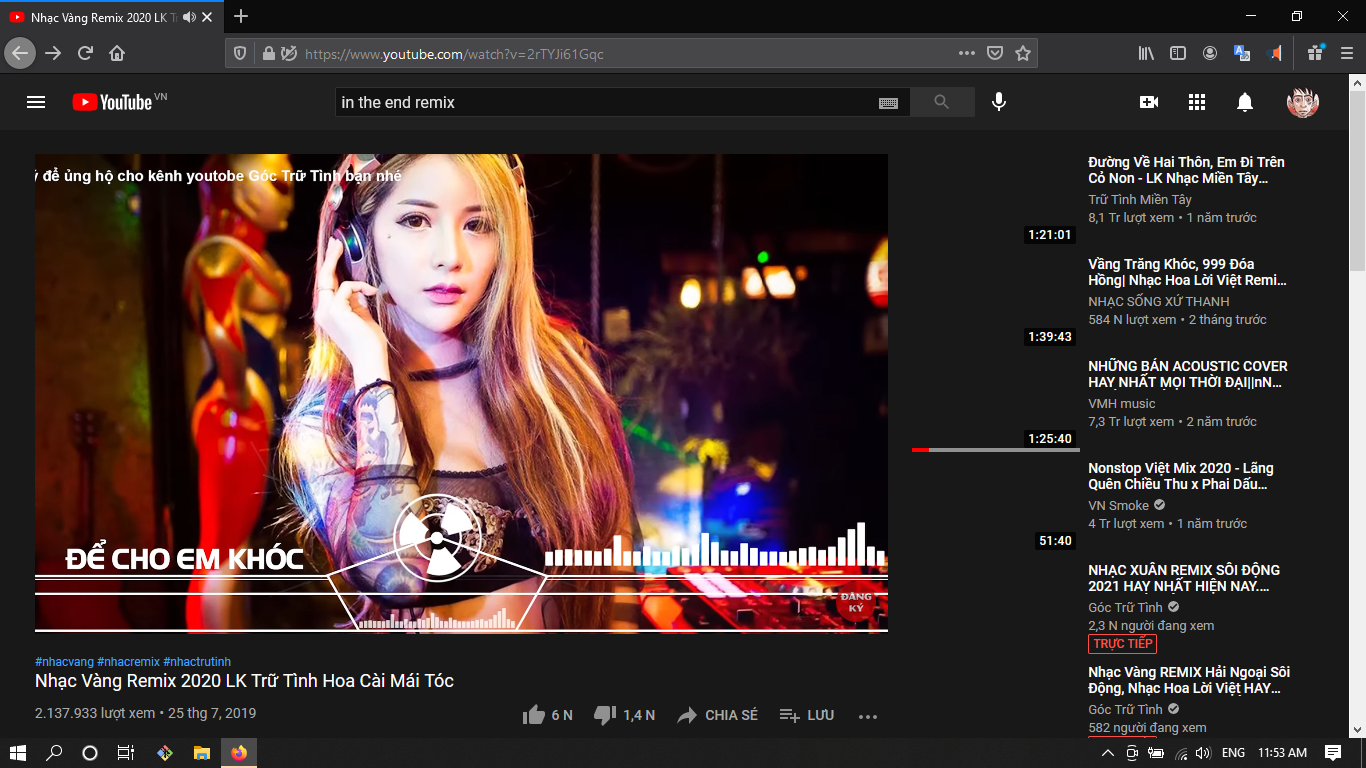 Nhạc Vàng Remix 2020 LK Tr
https://www.youtube.com/watch?v=2rTYJi61Gqc
YouTube VN
in the end remix
ý để ủng hộ cho kênh youtobe Góc Trữ Tình bạn nhé
ĐỂ CHO EM KHÓC
ĐĂNG
KÝ
#nhacvang #nhacremix #nhactrutinh
Nhạc Vàng Remix 2020 LK Trữ Tình Hoa Cài Mái Tóc
2.137.933 lượt xem • 25 thg 7, 2019
6 N
1,4 N
CHIA SẺ
LƯU
Đường Về Hai Thôn, Em Đi Trên
Cỏ Non - LK Nhạc Miền Tây…
Trữ Tình Miền Tây
8,1 Tr lượt xem • 1 năm trước
1:21:01
Vầng Trăng Khóc, 999 Đóa
Hồng| Nhạc Hoa Lời Việt Remi…
NHẠC SỐNG XỨ THANH
584 N lượt xem • 2 tháng trước
1:39:43
NHỮNG BẢN ACOUSTIC COVER
HAY NHẤT MỌI THỜI ĐẠI||nN…
VMH music
7,3 Tr lượt xem • 2 năm trước
1:25:40
Nonstop Việt Mix 2020 - Lãng
Quên Chiều Thu x Phai Dấu…
VN Smoke
4 Tr lượt xem • 1 năm trước
51:40
NHẠC XUÂN REMIX SÔI ĐỘNG
2021 HAY NHẤT HIỆN NAY.…
Góc Trữ Tình
2,3 N người đang xem
TRỰC TIẾP
Nhạc Vàng REMIX Hải Ngoại Sôi
Động, Nhạc Hoa Lời Việt HAY…
Góc Trữ Tình
582 người đang xem
ENG
11:53 AM